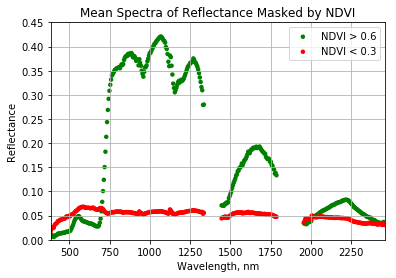 Mean Spectra of Reflectance Masked by NDVI
0.45
0.40
0.35
0.30
0.25
0.20
0.15
0.10
0.05
0.00
Reflectance
NDVI > 0.6
NDVI < 0.3
500 750 1000 1250 1500 1750 2000 2250
Wavelength, nm